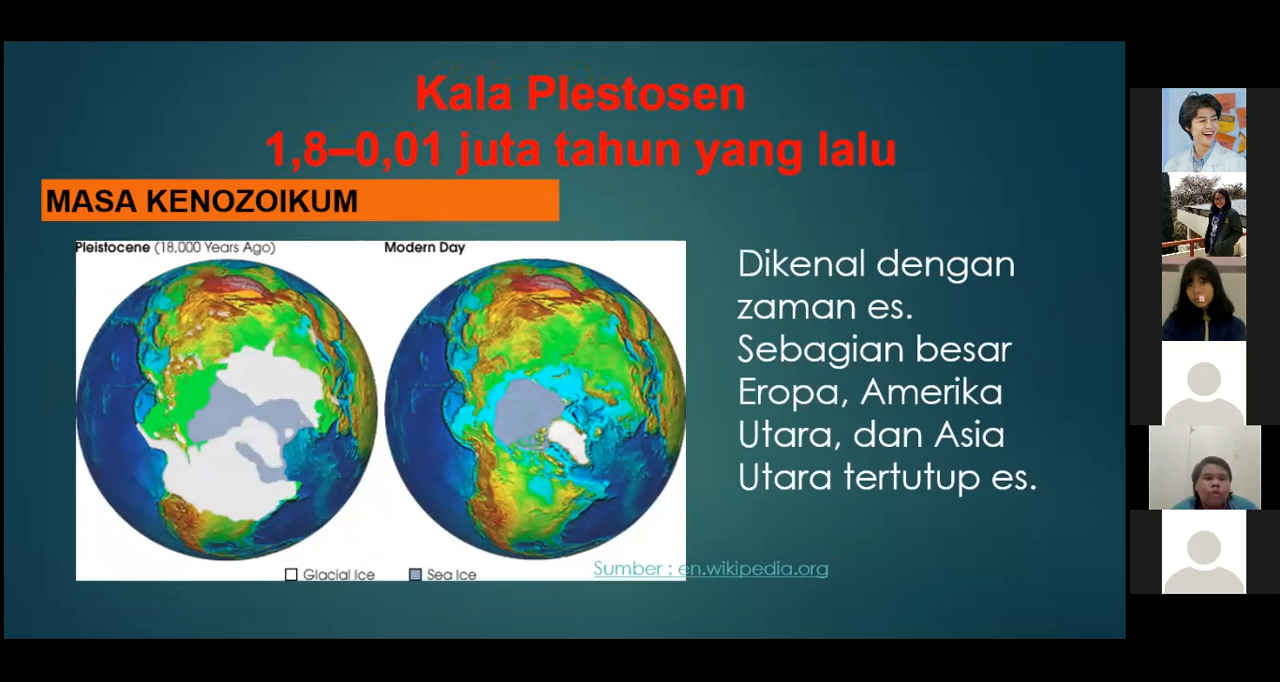 Kala Plestosen
1,8–0,01 juta tahun yang lalu
MASA KENOZOIKUM
Pleistocene (18,000 Years Ago)
Modern Day
Dikenal dengan
zaman es.
Sebagian besar
Eropa, Amerika
Utara, dan Asia
Utara tertutup es.
Glacial Ice
Sea Ice
Sumber : en.wikipedia.org